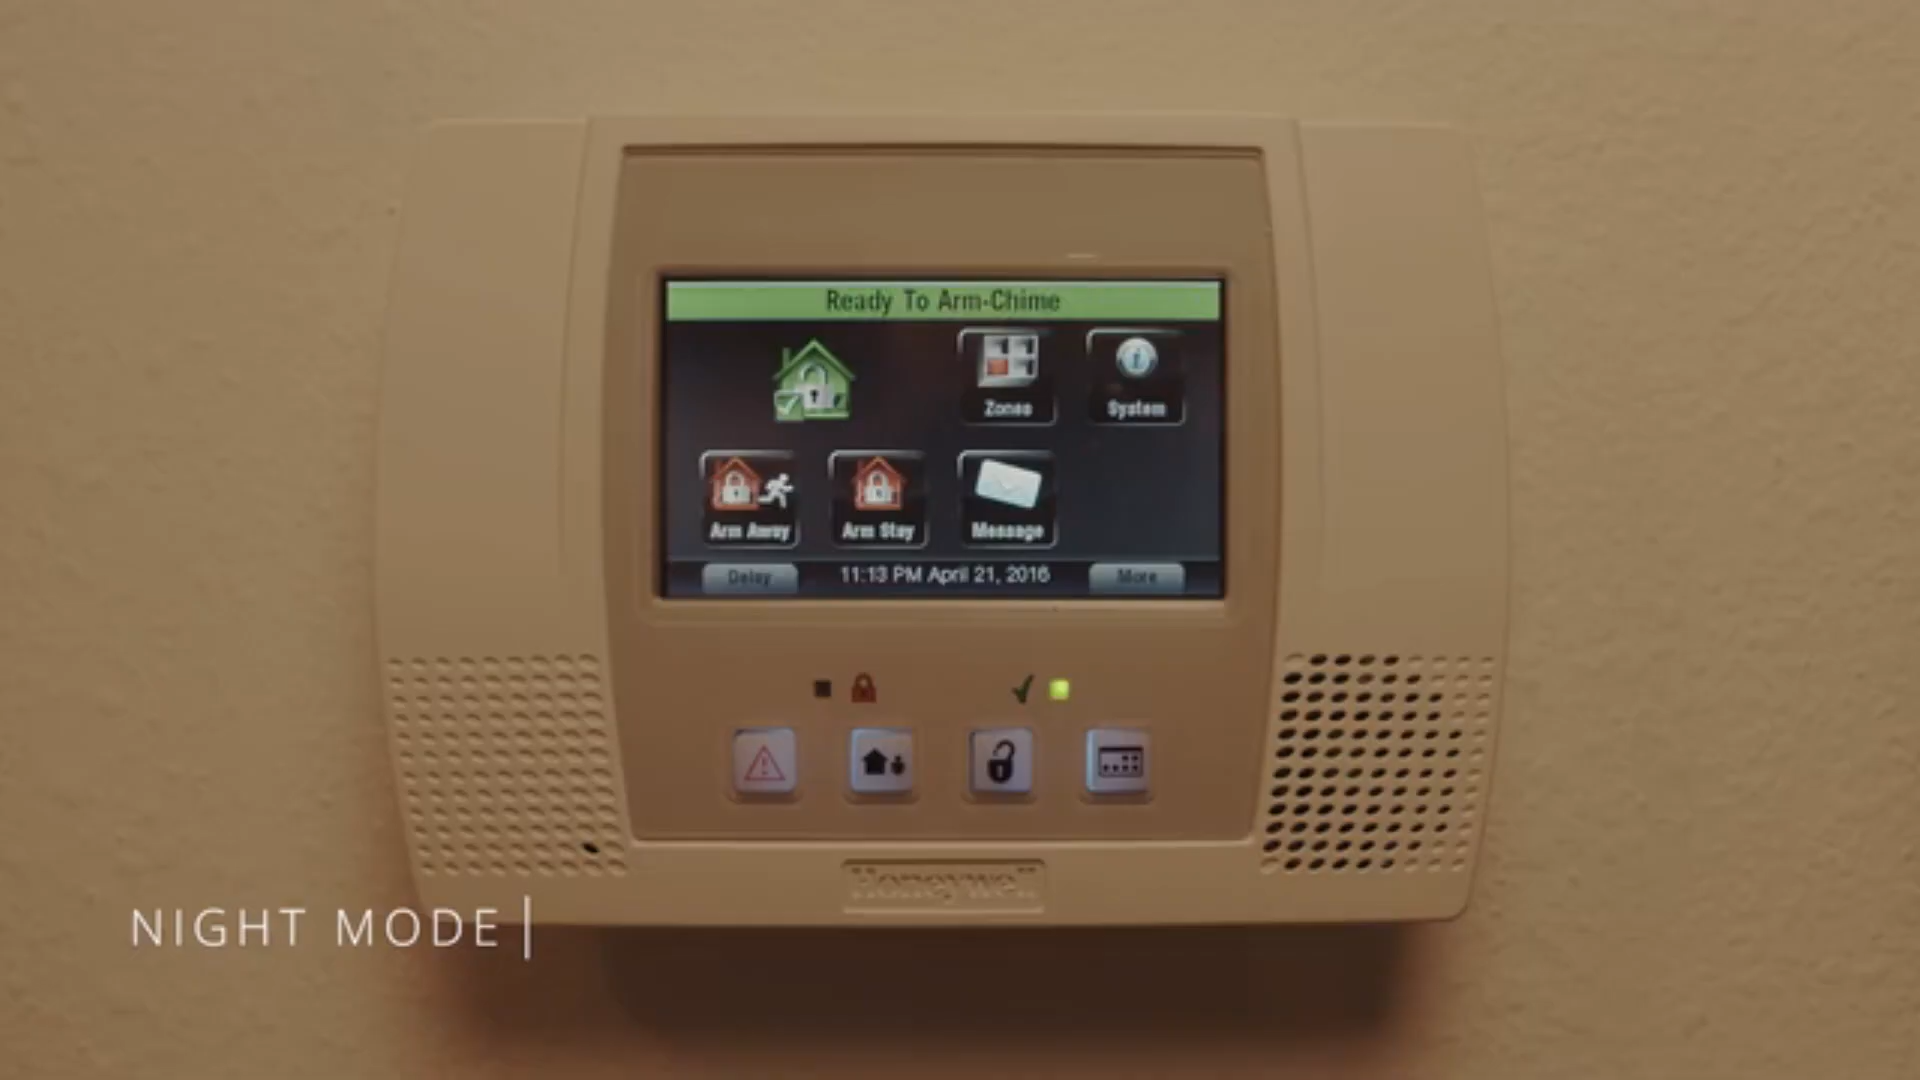 Ready To Arm-Chime
Zones
System
Arm Away
Arm Stay
Message
Delay
11:13 PM April 21, 2016
More
Honeywell
NIGHT MODE